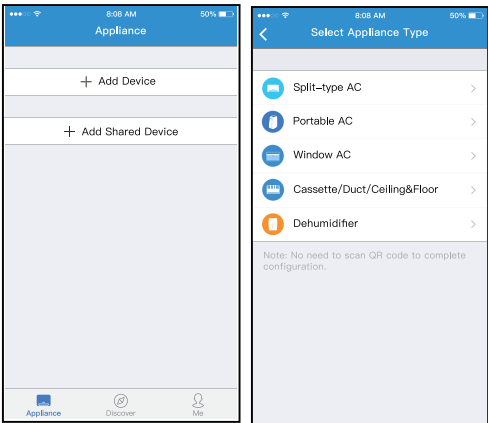 8:08 AM
50%
Appliance
+ Add Device
+ Add Shared Device
Appliance
Discover
Me
8:08 AM
50%
Select Appliance Type
Split-type AC
Portable AC
Window AC
Cassette/Duct/Ceiling&Floor
Dehumidifier
Note: No need to scan QR code to complete
configuration.